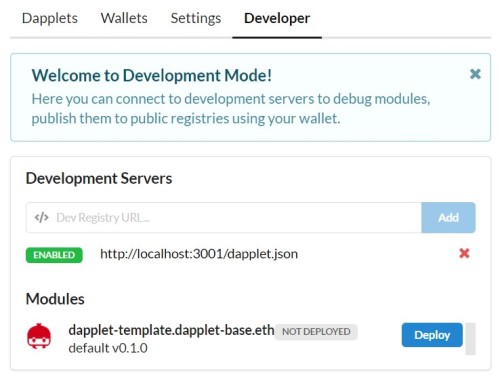 Dapplets Wallets Settings Developer
Welcome to Development Mode!
Here you can connect to development servers to debug modules,
publish them to public registries using your wallet.
Development Servers
</> Dev Registry URL... Add
ENABLED http://localhost:3001/dapplet.json
Modules
dapplet-template.dapplet-base.eth NOT DEPLOYED Deploy
default v0.1.0